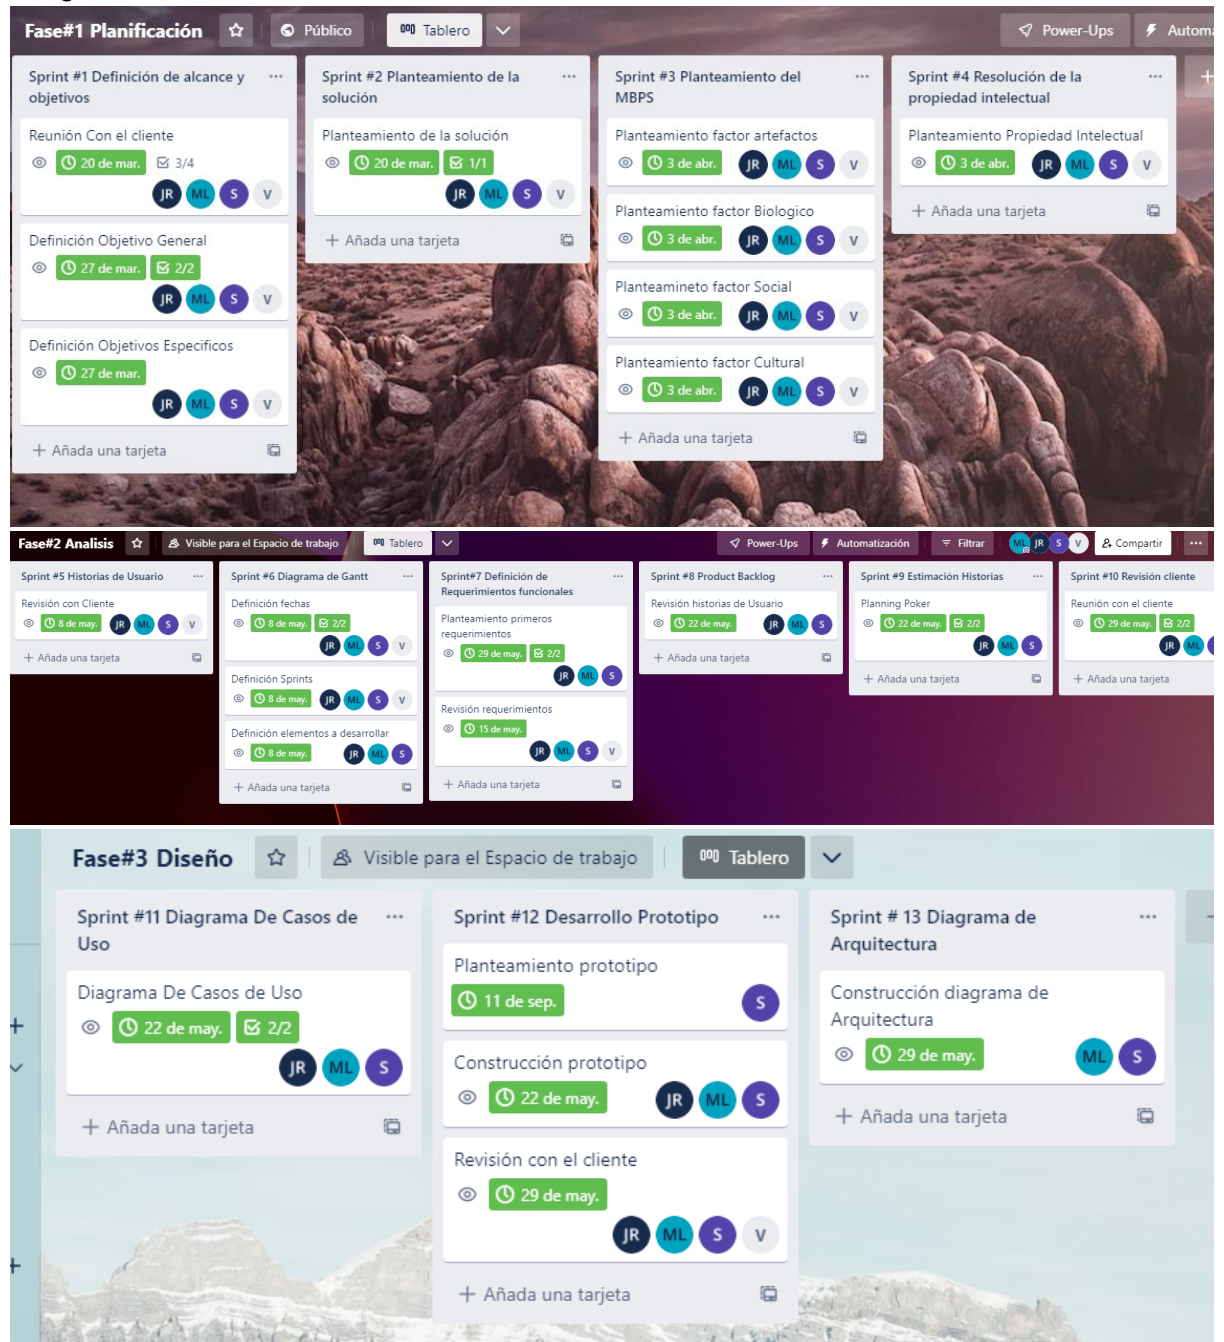 Fase#1 Planificación
Público
Tablero
Power-Ups
Automa
Sprint #1 Definición de alcance y
objetivos
Reunión Con el cliente
20 de mar.
3/4
JR ML S V
Definición Objetivo General
27 de mar.
2/2
JR ML S V
Definición Objetivos Especificos
27 de mar.
JR ML S V
+ Añada una tarjeta
Sprint #2 Planteamiento de la
solución
Planteamiento de la solución
20 de mar.
1/1
JR ML S V
+ Añada una tarjeta
Sprint #3 Planteamiento del
MBPS
Planteamiento factor artefactos
3 de abr. JR ML S V
Planteamiento factor Biologico
3 de abr. JR ML S V
Planteamineto factor Social
3 de abr. JR ML S V
Planteamiento factor Cultural
3 de abr. JR ML S V
+ Añada una tarjeta
Sprint #4 Resolución de la
propiedad intelectual
Planteamiento Propiedad Intelectual
3 de abr. JR ML S V
+ Añada una tarjeta
Fase#2 Analisis
Visible para el Espacio de trabajo
Tablero
Power-Ups
Automatización
Filtrar
ML JR S V
Compartir
Sprint #5 Historias de Usuario
Revisión con Cliente
8 de may. JR ML S V
+ Añada una tarjeta
Sprint #6 Diagrama de Gantt
Definición fechas
8 de may. 2/2
JR ML S V
Definición Sprints
8 de may. JR ML S V
Definición elementos a desarrollar
8 de may. JR ML S
+ Añada una tarjeta
Sprint#7 Definición de
Requerimientos funcionales
Planteamiento primeros
requerimientos
29 de may. 2/2
JR ML S
Revisión requerimientos
15 de may.
JR ML S V
+ Añada una tarjeta
Sprint #8 Product Backlog
Revisión historias de Usuario
22 de may. JR ML S
+ Añada una tarjeta
Sprint #9 Estimación Historias
Planning Poker
22 de may. 2/2
JR ML S
+ Añada una tarjeta
Sprint #10 Revisión cliente
Reunión con el cliente
29 de may. 2/2
JR ML
+ Añada una tarjeta
Fase#3 Diseño
Visible para el Espacio de trabajo
Tablero
Sprint #11 Diagrama De Casos de
Uso
Diagrama De Casos de Uso
22 de may. 2/2
JR ML S
+ Añada una tarjeta
Sprint #12 Desarrollo Prototipo
Planteamiento prototipo
11 de sep. S
Construcción prototipo
22 de may. JR ML S
Revisión con el cliente
29 de may.
JR ML S V
+ Añada una tarjeta
Sprint # 13 Diagrama de
Arquitectura
Construcción diagrama de
Arquitectura
29 de may. ML S
+ Añada una tarjeta